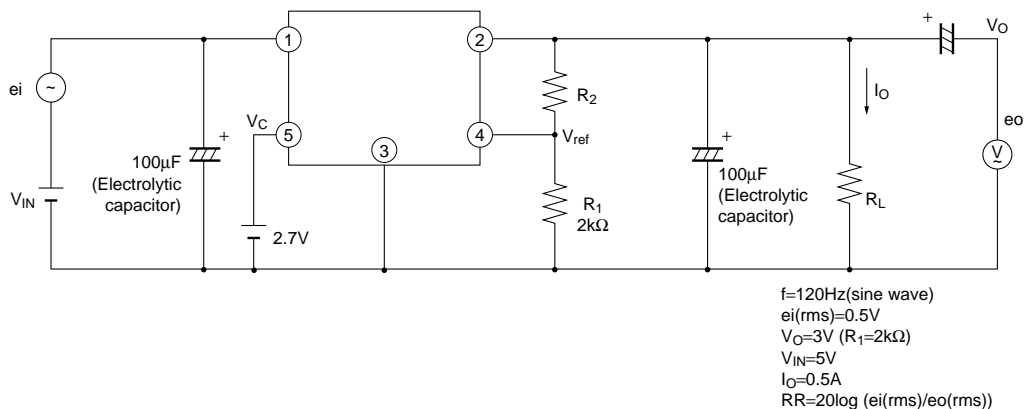 ei
~
VIN
100μF
(Electrolytic
capacitor)
+
VC
2.7V
1
2
3
4
5
R2
Vref
R1
2kΩ
+
100μF
(Electrolytic
capacitor)
IO
RL
+
VO
eo
V
~
f=120Hz(sine wave)
ei(rms)=0.5V
VO=3V (R1=2kΩ)
VIN=5V
IO=0.5A
RR=20log (ei(rms)/eo(rms))